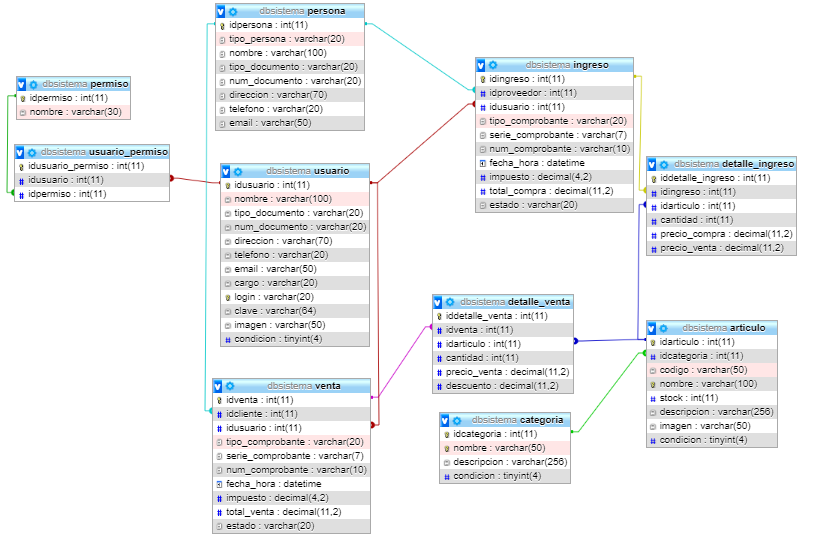 dbsistema persona
idpersona : int(11)
tipo_persona : varchar(20)
nombre : varchar(100)
tipo_documento : varchar(20)
num_documento : varchar(20)
direccion : varchar(70)
telefono : varchar(20)
email : varchar(50)
dbsistema ingreso
idingreso : int(11)
idproveedor : int(11)
idusuario : int(11)
tipo_comprobante : varchar(20)
serie_comprobante : varchar(7)
num_comprobante : varchar(10)
fecha_hora : datetime
impuesto : decimal(4,2)
total_compra : decimal(11,2)
estado : varchar(20)
dbsistema permiso
idpermiso : int(11)
nombre : varchar(30)
dbsistema usuario_permiso
idusuario_permiso : int(11)
idusuario : int(11)
idpermiso : int(11)
dbsistema usuario
idusuario : int(11)
nombre : varchar(100)
tipo_documento : varchar(20)
num_documento : varchar(20)
direccion : varchar(70)
telefono : varchar(20)
email : varchar(50)
cargo : varchar(20)
login : varchar(20)
clave : varchar(64)
imagen : varchar(50)
condicion : tinyint(4)
dbsistema detalle_ingreso
iddetalle_ingreso : int(11)
idingreso : int(11)
idarticulo : int(11)
cantidad : int(11)
precio_compra : decimal(11,2)
precio_venta : decimal(11,2)
dbsistema detalle_venta
iddetalle_venta : int(11)
idventa : int(11)
idarticulo : int(11)
cantidad : int(11)
precio_venta : decimal(11,2)
descuento : decimal(11,2)
dbsistema articulo
idarticulo : int(11)
idcategoria : int(11)
codigo : varchar(50)
nombre : varchar(100)
stock : int(11)
descripcion : varchar(256)
imagen : varchar(50)
condicion : tinyint(4)
dbsistema venta
idventa : int(11)
idcliente : int(11)
idusuario : int(11)
tipo_comprobante : varchar(20)
serie_comprobante : varchar(7)
num_comprobante : varchar(10)
fecha_hora : datetime
impuesto : decimal(4,2)
total_venta : decimal(11,2)
estado : varchar(20)
dbsistema categoria
idcategoria : int(11)
nombre : varchar(50)
descripcion : varchar(256)
condicion : tinyint(4)